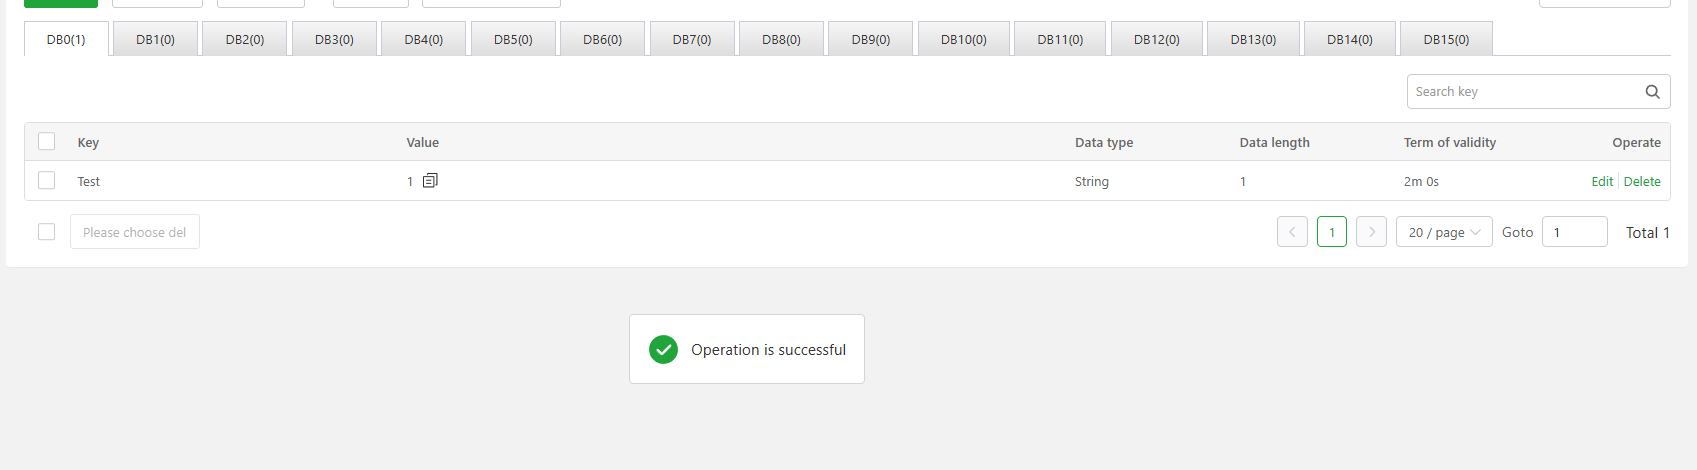 DB0(1) DB1(0) DB2(0) DB3(0) DB4(0) DB5(0) DB6(0) DB7(0) DB8(0) DB9(0) DB10(0) DB11(0) DB12(0) DB13(0) DB14(0) DB15(0)
Search key
Key Value Data type Data length Term of validity Operate
Test 1 String 1 2m 0s Edit Delete
Please choose del 1 20 / page Goto 1 Total 1
Operation is successful